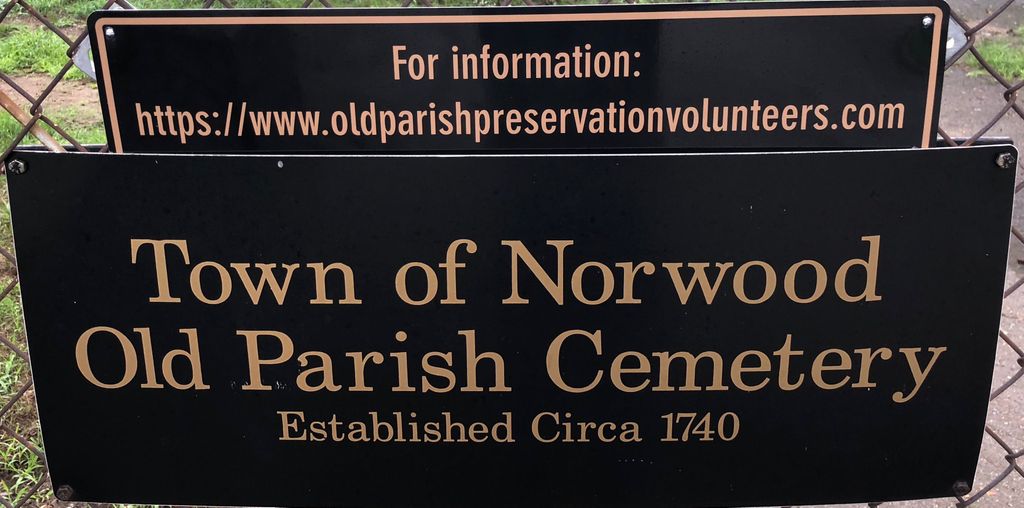 For information:
https://www.oldparishpreservationvolunteers.com
Town of Norwood
Old Parish Cemetery
Established Circa 1740